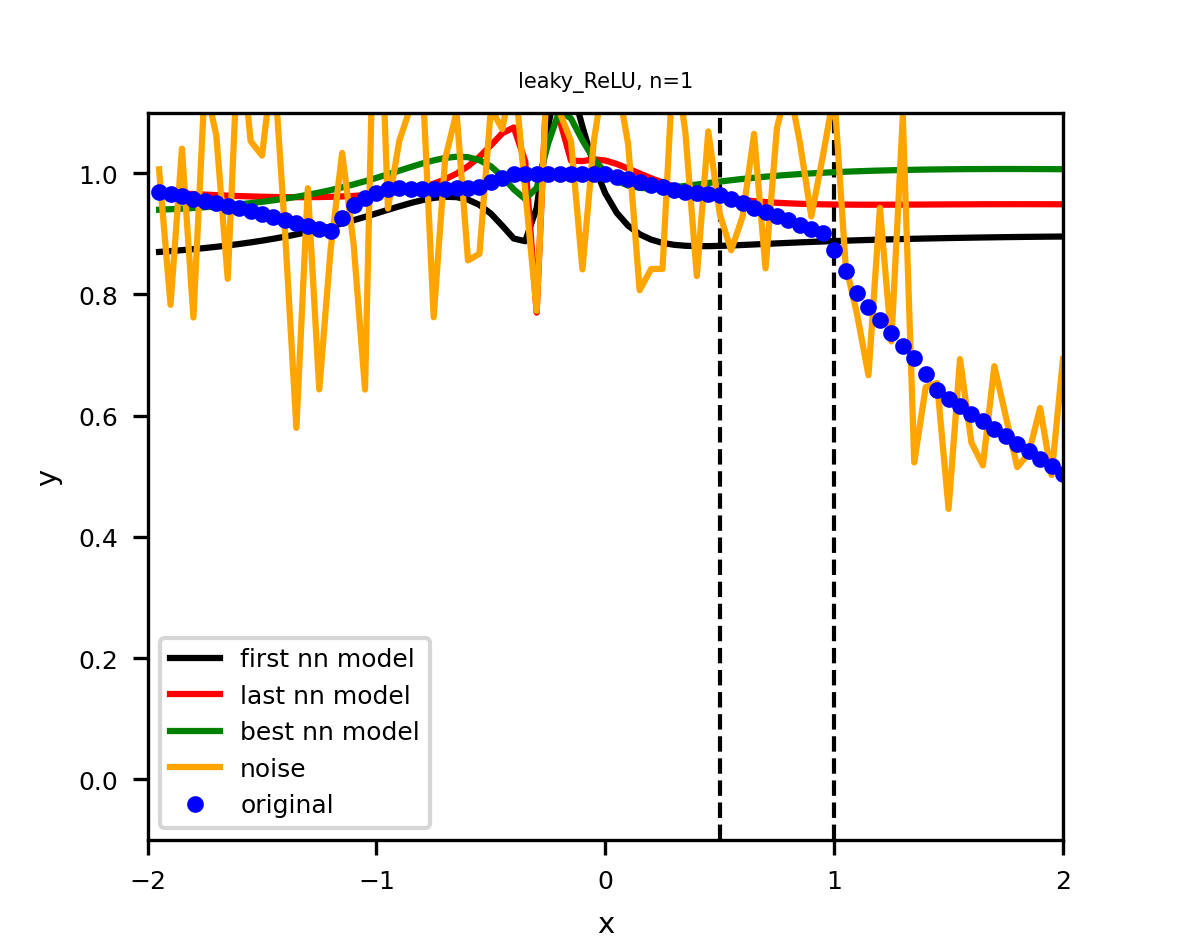 leaky_ReLU, n=1
1.0
0.8
0.6
0.4
0.2
0.0
y
first nn model
last nn model
best nn model
noise
original
−2
−1
0
1
2
x